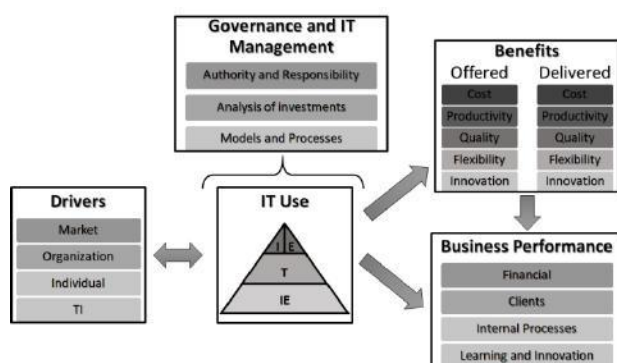 Governance and IT
Management
Authority and Responsibility
Analysis of investments
Models and Processes
Benefits
Offered Delivered
Cost Cost
Productivity Productivity
Quality Quality
Flexibility Flexibility
Innovation Innovation
Drivers
Market
Organization
Individual
TI
IT Use
I E
T
IE
Business Performance
Financial
Clients
Internal Processes
Learning and Innovation